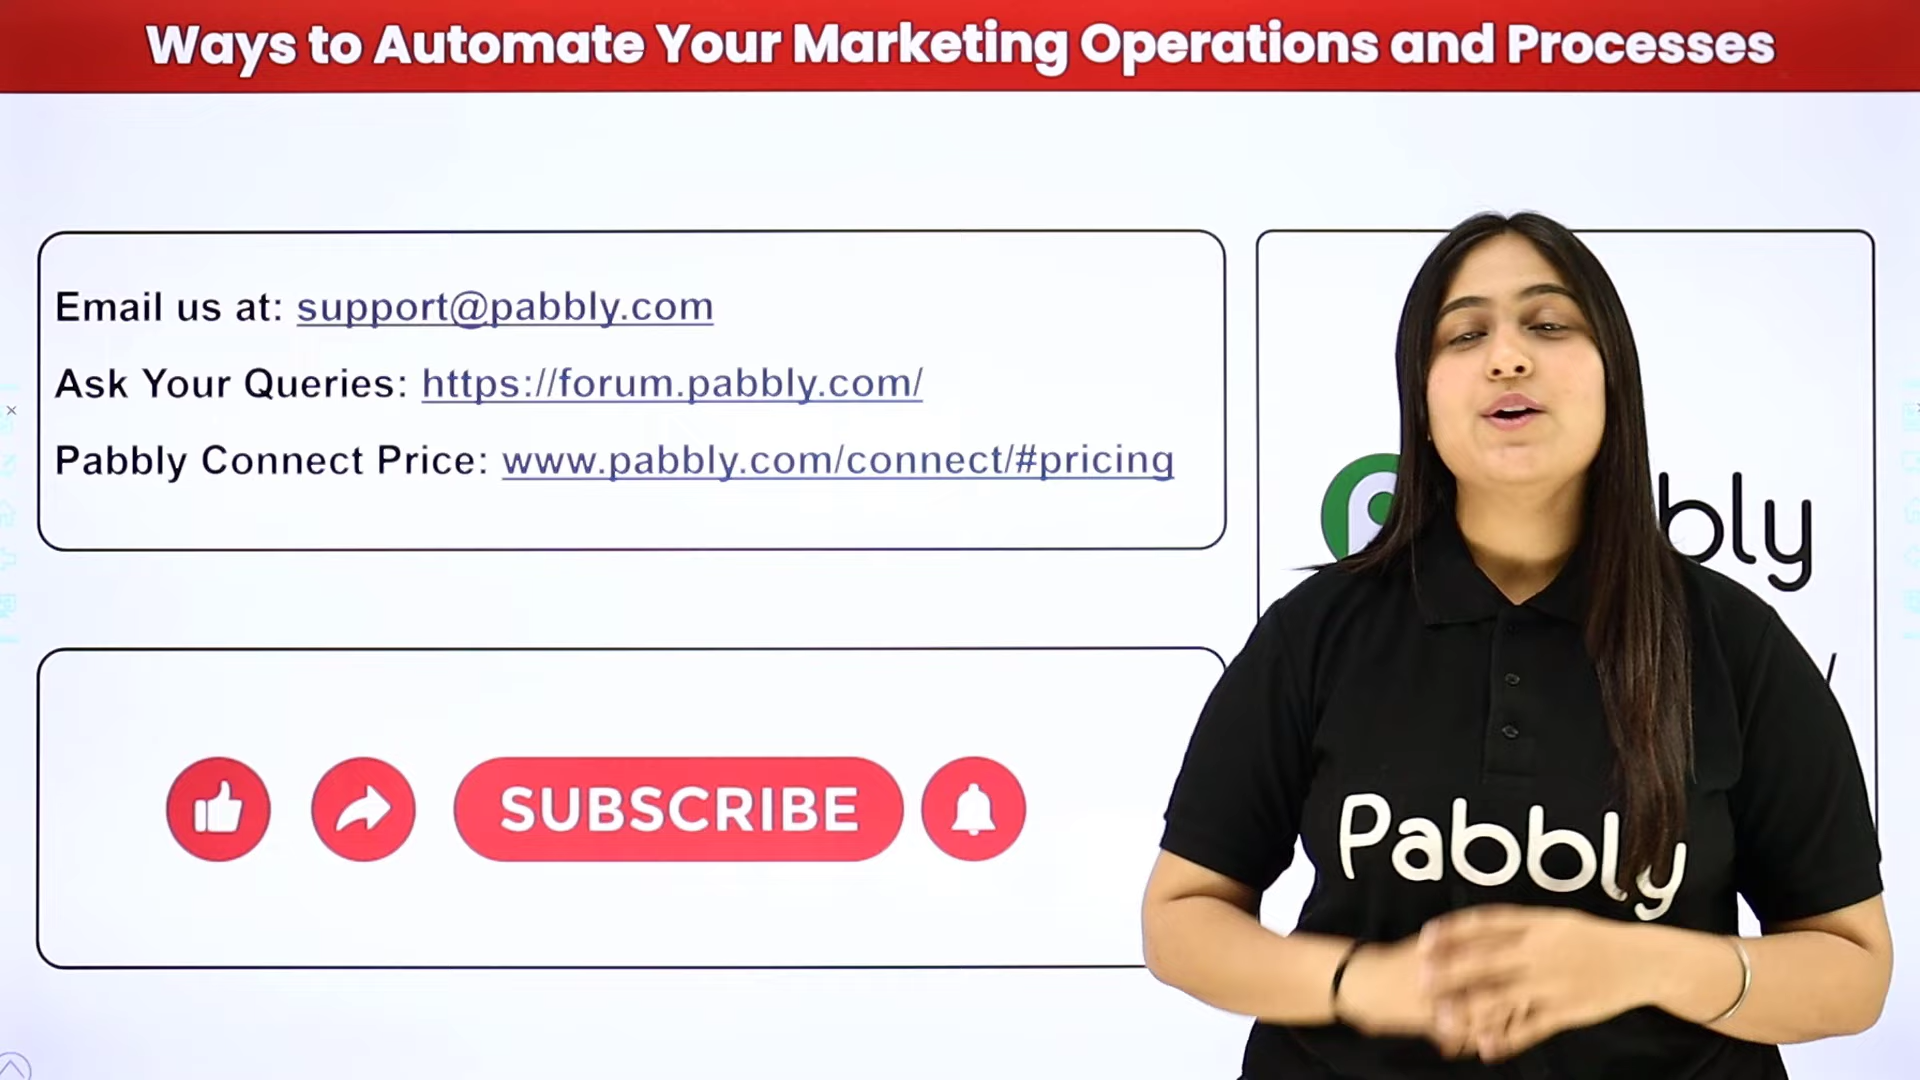 Ways to Automate Your Marketing Operations and Processes
Email us at: support@pabbly.com
Ask Your Queries: https://forum.pabbly.com/
Pabbly Connect Price: www.pabbly.com/connect/#pricing
bly
SUBSCRIBE
Pabbly